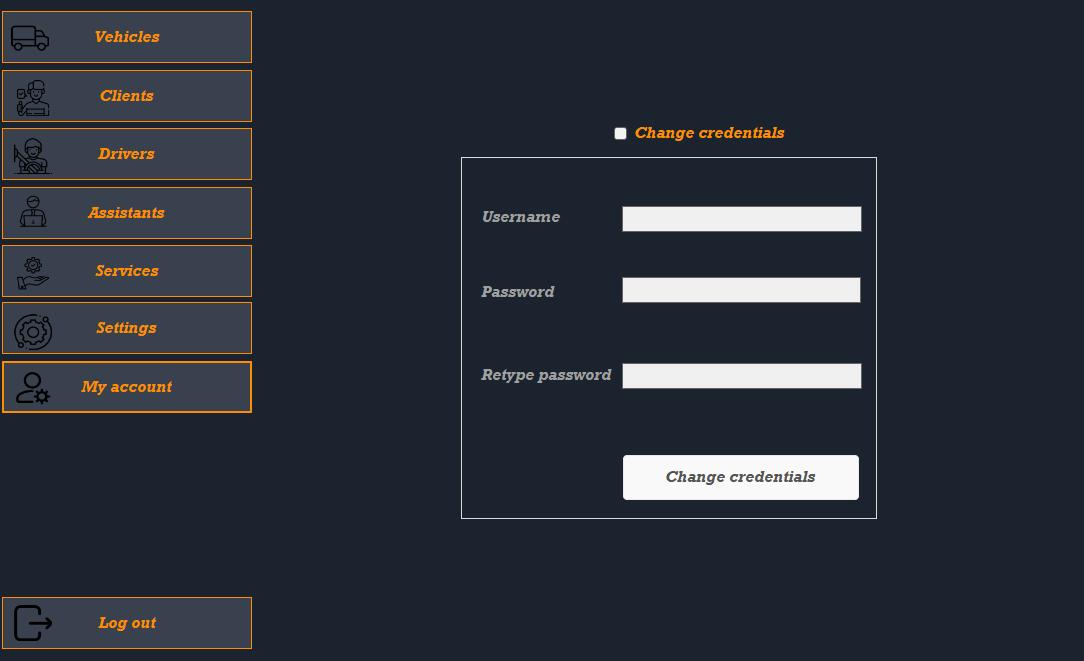 Vehicles
Clients
Drivers
Assistants
Services
Settings
My account
Log out
Change credentials
Username
Password
Retype password
Change credentials